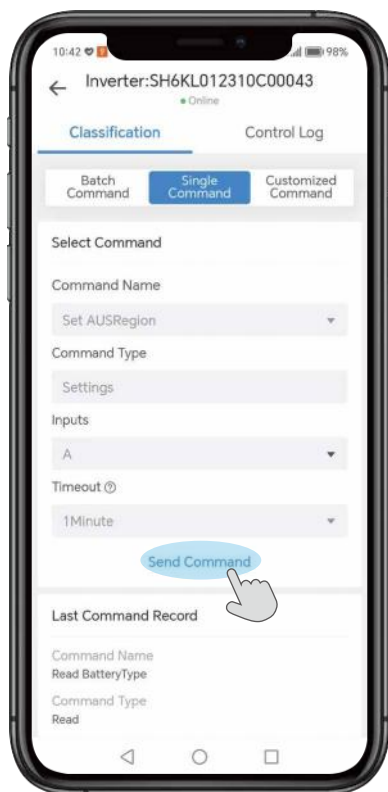 10:42
98%
Inverter:SH6KL012310C00043
Online
Classification
Control Log
Batch
Command
Single
Command
Customized
Command
Select Command
Command Name
Set AUSRegion
Command Type
Settings
Inputs
A
Timeout
1Minute
Send Command
Last Command Record
Command Name
Read BatteryType
Command Type
Read